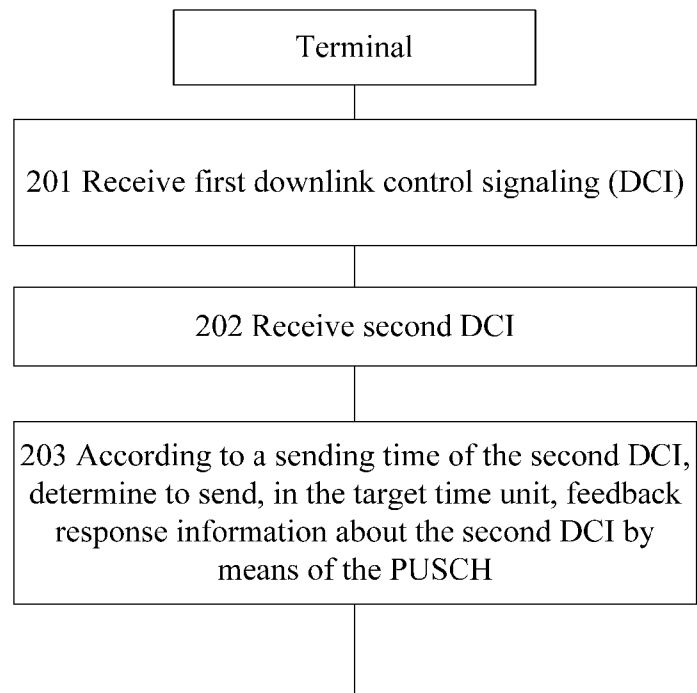 Terminal
201 Receive first downlink control signaling (DCI)
202 Receive second DCI
203 According to a sending time of the second DCI,
determine to send, in the target time unit, feedback
response information about the second DCI by
means of the PUSCH